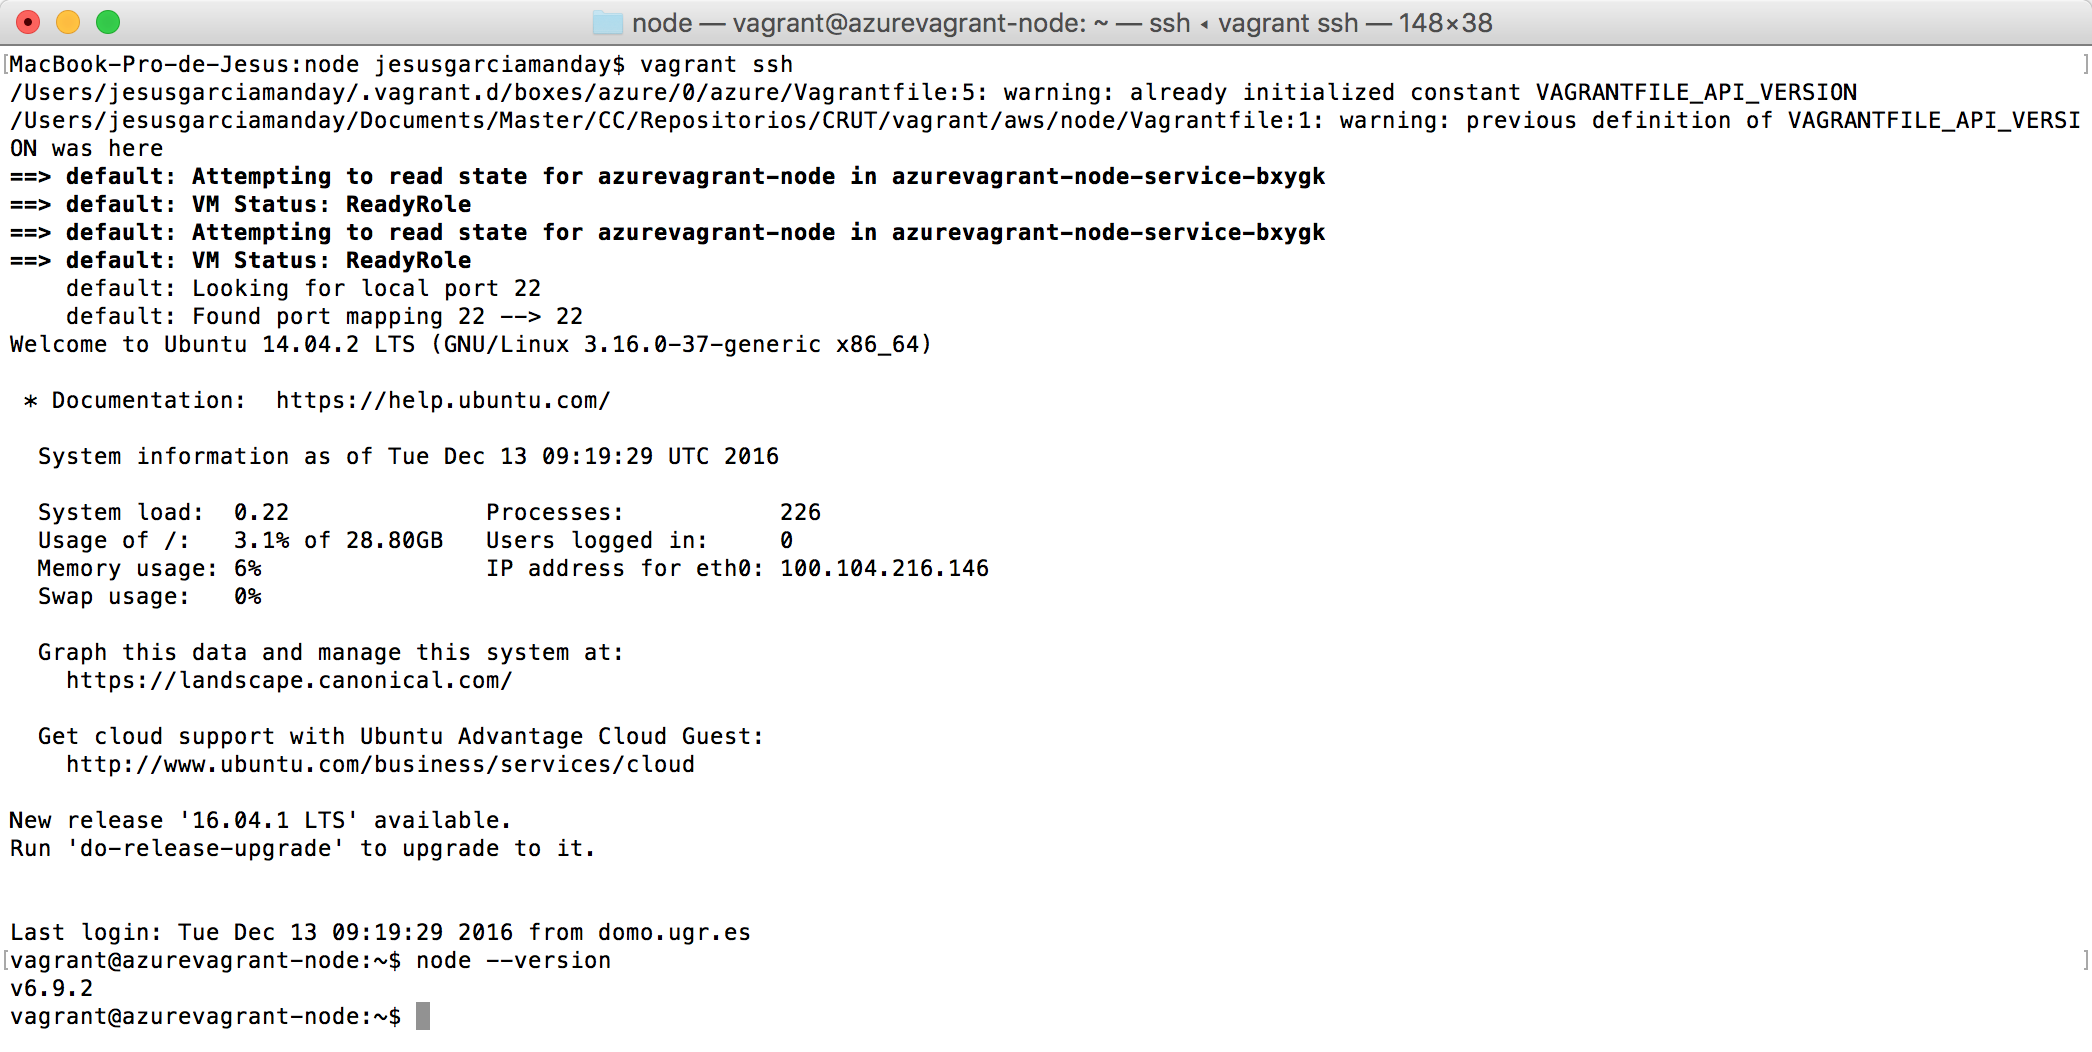 node — vagrant@azurevagrant-node: ~ — ssh ◂ vagrant ssh — 148×38
[MacBook-Pro-de-Jesus:node jesusgarciamanday$ vagrant ssh ]
/Users/jesusgarciamanday/.vagrant.d/boxes/azure/0/azure/Vagrantfile:5: warning: already initialized constant VAGRANTFILE_API_VERSION
/Users/jesusgarciamanday/Documents/Master/CC/Repositorios/CRUT/vagrant/aws/node/Vagrantfile:1: warning: previous definition of VAGRANTFILE_API_VERSI
ON was here
==> default: Attempting to read state for azurevagrant-node in azurevagrant-node-service-bxygk
==> default: VM Status: ReadyRole
==> default: Attempting to read state for azurevagrant-node in azurevagrant-node-service-bxygk
==> default: VM Status: ReadyRole
    default: Looking for local port 22
    default: Found port mapping 22 --> 22
Welcome to Ubuntu 14.04.2 LTS (GNU/Linux 3.16.0-37-generic x86_64)
 * Documentation:  https://help.ubuntu.com/
  System information as of Tue Dec 13 09:19:29 UTC 2016
  System load:  0.22              Processes:           226
  Usage of /:   3.1% of 28.80GB   Users logged in:     0
  Memory usage: 6%                IP address for eth0: 100.104.216.146
  Swap usage:   0%
  Graph this data and manage this system at:
    https://landscape.canonical.com/
  Get cloud support with Ubuntu Advantage Cloud Guest:
    http://www.ubuntu.com/business/services/cloud
New release '16.04.1 LTS' available.
Run 'do-release-upgrade' to upgrade to it.
Last login: Tue Dec 13 09:19:29 2016 from domo.ugr.es
[vagrant@azurevagrant-node:~$ node --version ]
v6.9.2
vagrant@azurevagrant-node:~$